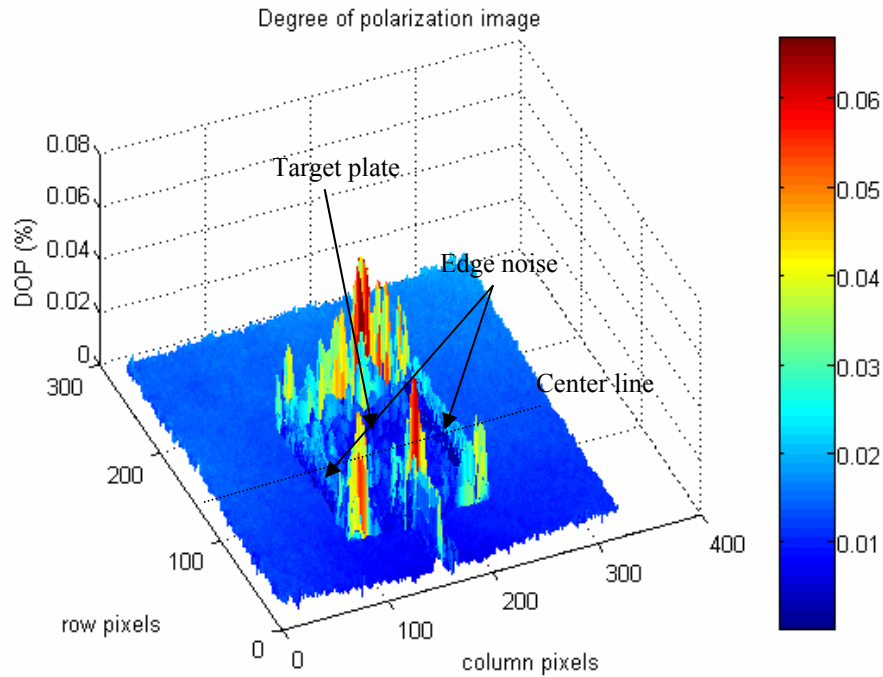 Degree of polarization image
0.08
0.06
0.04
0.02
0
DOP (%)
300
200
100
0
row pixels
0
100
200
300
400
column pixels
Target plate
Edge noise
Center line
0.06
0.05
0.04
0.03
0.02
0.01